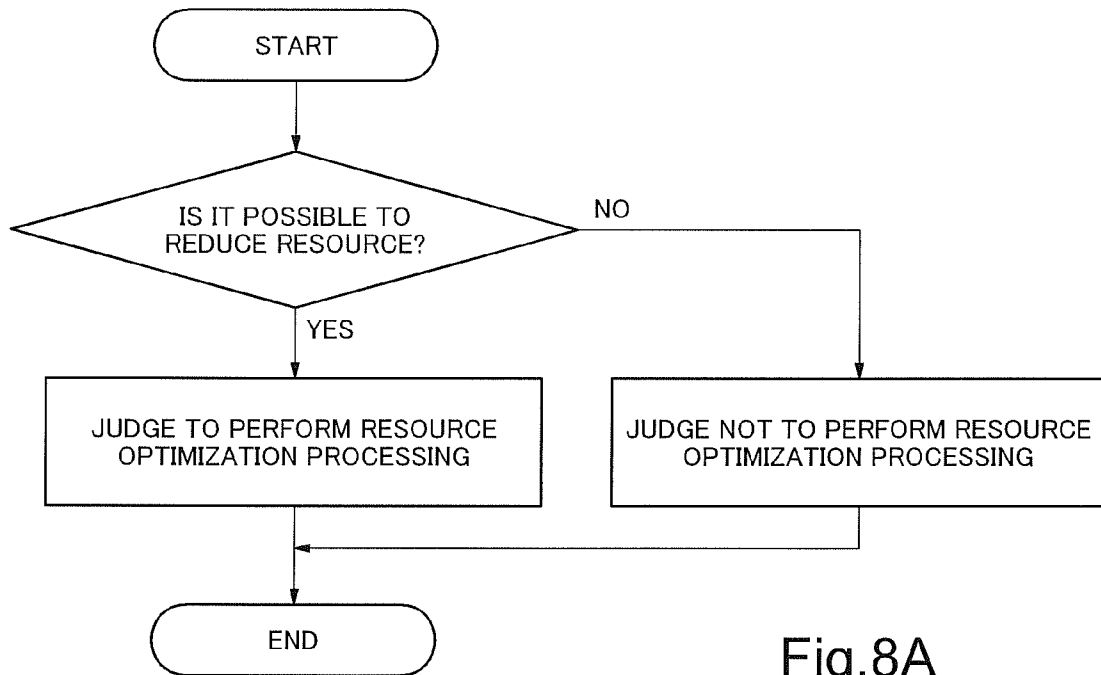 START
IS IT POSSIBLE TO
REDUCE RESOURCE?
NO
YES
JUDGE TO PERFORM RESOURCE
OPTIMIZATION PROCESSING
JUDGE NOT TO PERFORM RESOURCE
OPTIMIZATION PROCESSING
END
Fig.8A